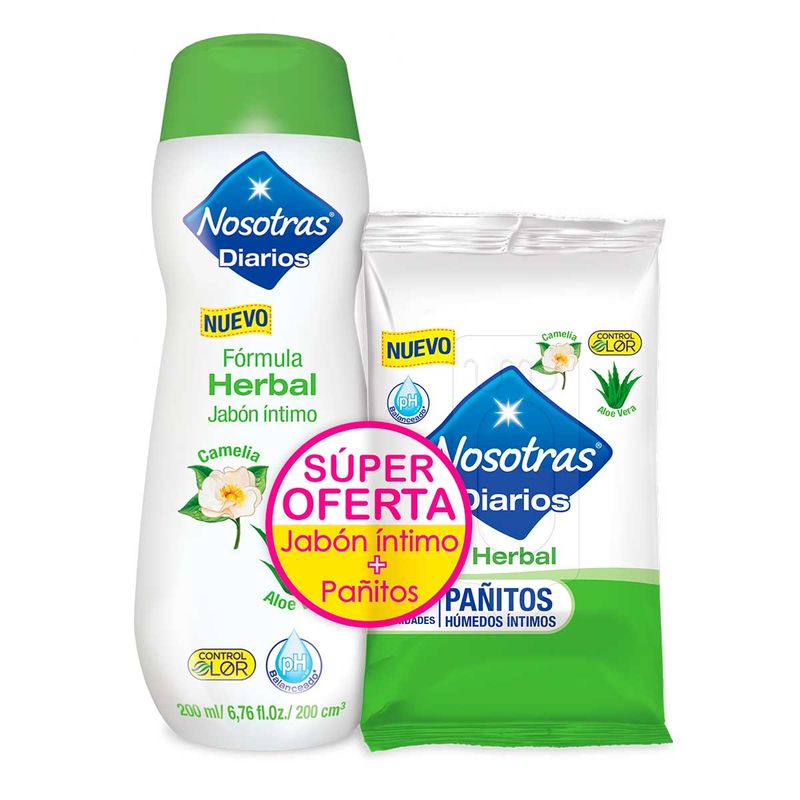 Nosotras®
Diarios
NUEVO
Fórmula
Herbal
Jabón íntimo
Camelia
Aloe
CONTROL
OLOR
pH
Balanceado*
200 ml/ 6,76 fl.Oz./ 200 cm³
SÚPER
OFERTA
Jabón íntimo
+
Pañitos
NUEVO
Camelia
CONTROL
OLOR
pH
Balanceado*
Aloe Vera
Nosotras®
Diarios
Herbal
PAÑITOS
HÚMEDOS ÍNTIMOS